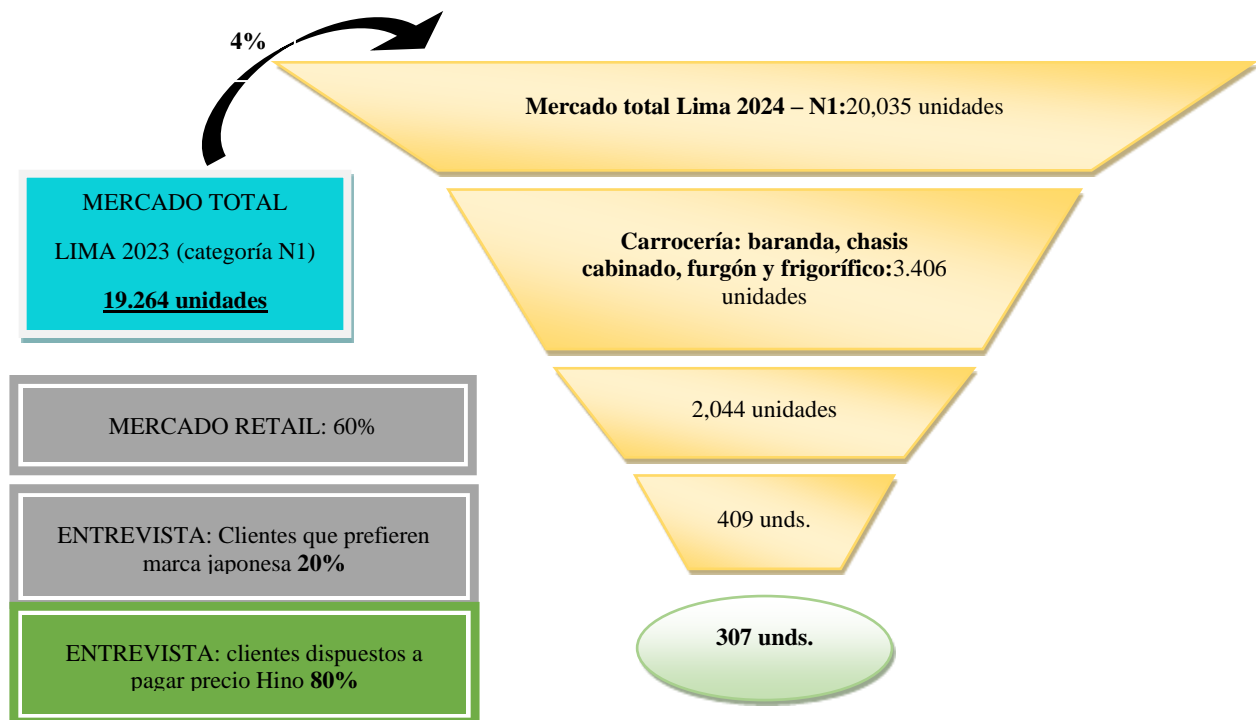 4%
Mercado total Lima 2024 – N1:20,035 unidades
MERCADO TOTAL
LIMA 2023 (categoría N1)
19.264 unidades
Carrocería: baranda, chasis
cabinado, furgón y frigorífico:3.406
unidades
MERCADO RETAIL: 60%
2,044 unidades
ENTREVISTA: Clientes que prefieren
marca japonesa 20%
409 unds.
ENTREVISTA: clientes dispuestos a
pagar precio Hino 80%
307 unds.